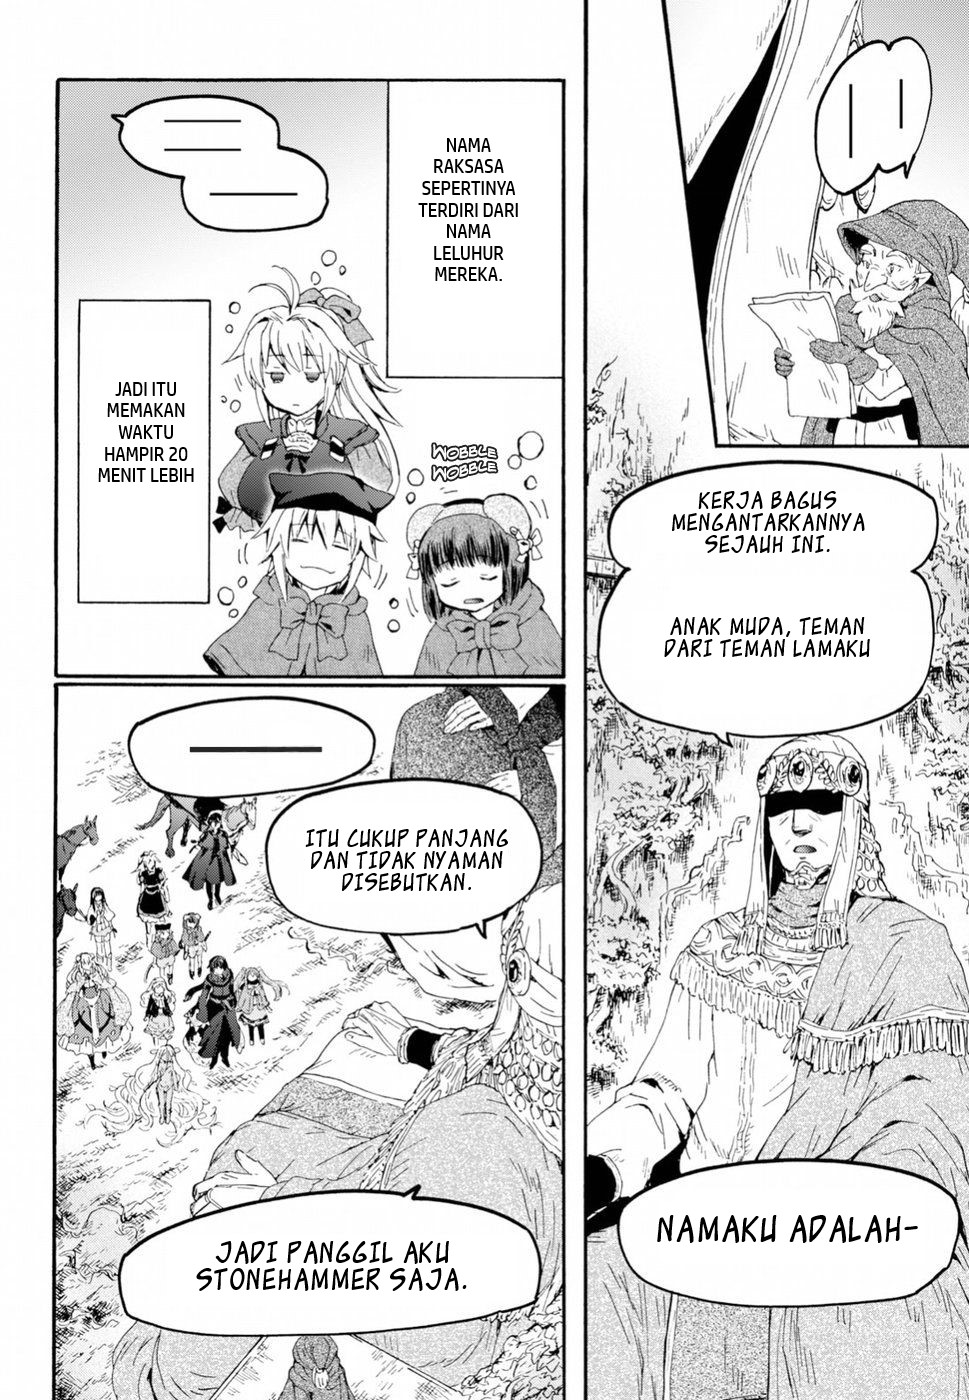 KERJA BAGUS
MENGANTARKANNYA
SEJAUH INI.
ANAK MUDA, TEMAN
DARI TEMAN LAMAKU
NAMAKU ADALAH-
NAMA
RAKSASA
SEPERTINYA
TERDIRI DARI
NAMA
LELUHUR
MEREKA.
JADI ITU
MEMAKAN
WAKTU
HAMPIR 20
MENIT LEBIH
WOBBLE
WOBBLE
ITU CUKUP PANJANG
DAN TIDAK NYAMAN
DISEBUTKAN.
JADI PANGGIL AKU
STONEHAMMER SAJA.